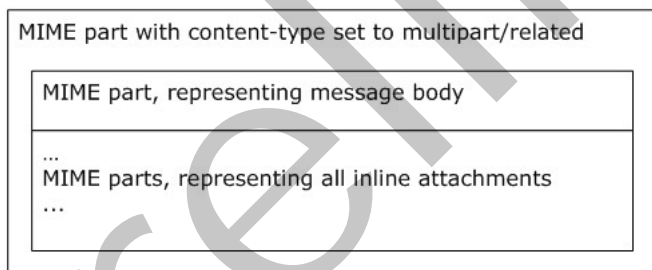 MIME part with content-type set to multipart/related
MIME part, representing message body
...
MIME parts, representing all inline attachments
...